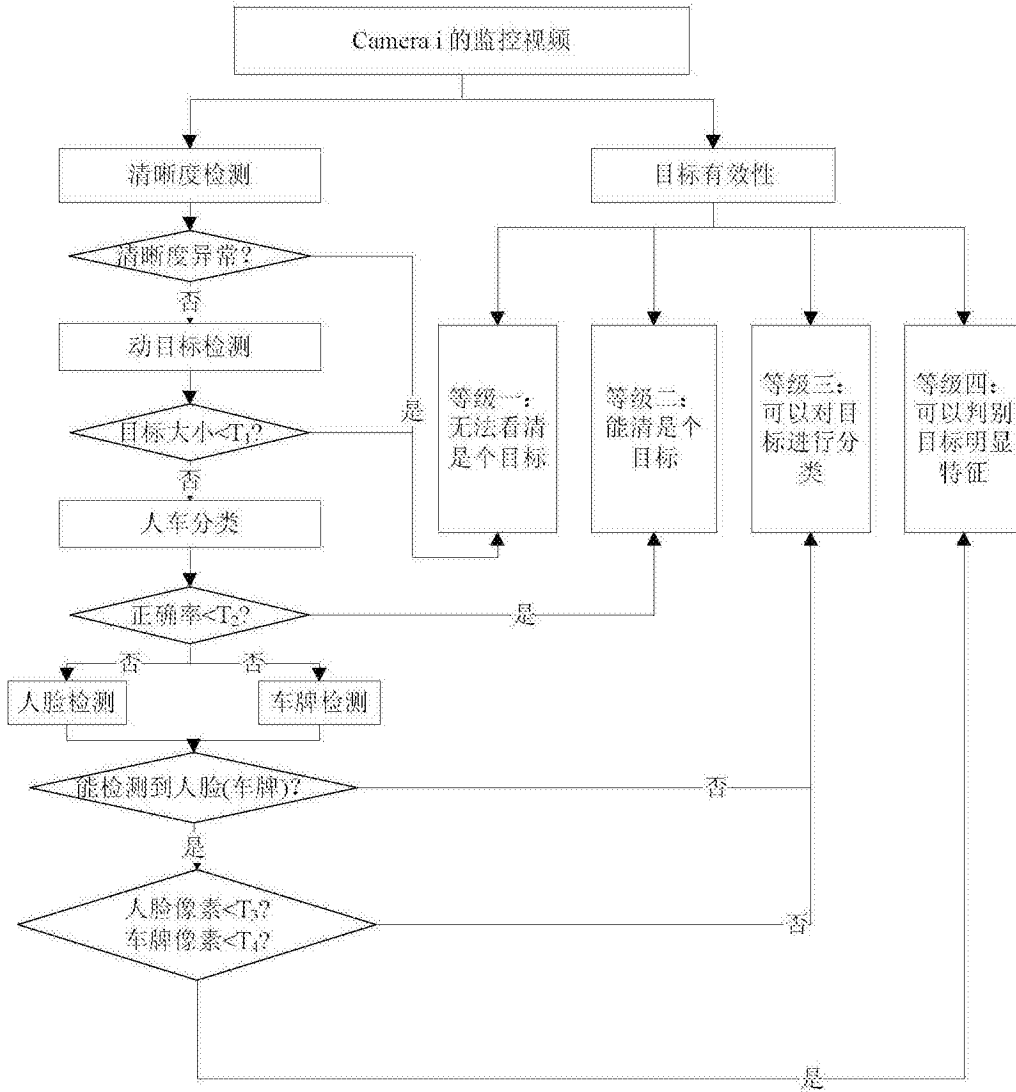 Camera i 的监控视频
清晰度检测
目标有效性
清晰度异常?
否
动目标检测
目标大小<T1?
是
否
人车分类
等级一：
无法看清
是个目标
等级二：
能清是个
目标
等级三：
可以对目
标进行分
类
等级四：
可以判别
目标明显
特征
正确率<T2?
是
否
否
人脸检测
车牌检测
能检测到人脸(车牌)?
否
是
人脸像素<T3?
车牌像素<T4?
否
是